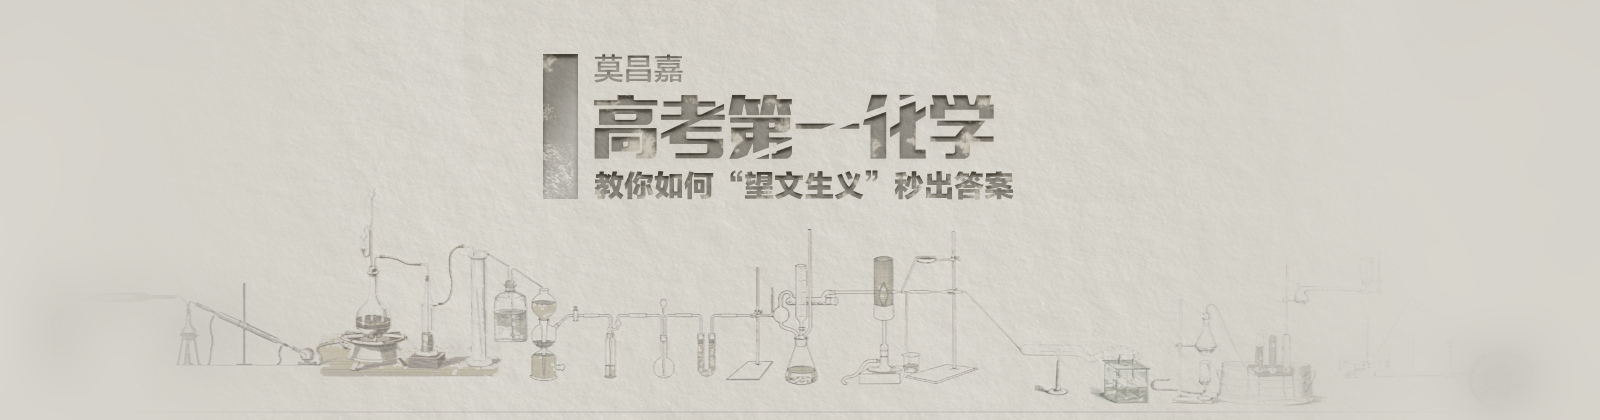 莫昌嘉
高考第一化学
教你如何“望文生义”秒出答案